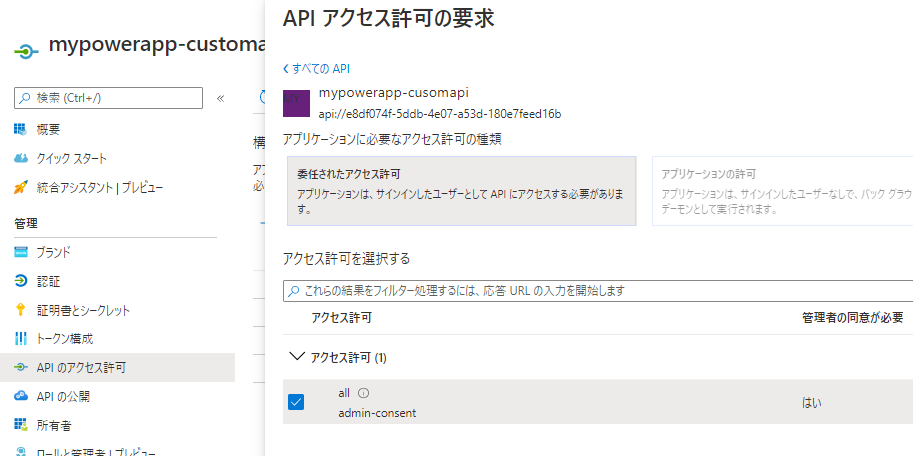 mypowerapp-customa
検索 (Ctrl+/)
«
概要
クイック スタート
統合アシスタント | プレビュー
管理
ブランド
認証
証明書とシークレット
トークン構成
API のアクセス許可
API の公開
所有者
ロールと管理者 | プレビュー
API アクセス許可の要求
すべての API
mypowerapp-cusomapi
api://e8df074f-5ddb-4e07-a53d-180e7feed16b
アプリケーションに必要なアクセス許可の種類
委任されたアクセス許可
アプリケーションは、サインインしたユーザーとして API にアクセスする必要がありま
す。
アプリケーションの許可
アプリケーションは、サインインしたユーザーなしで、バック グラウ
デーモンとして実行されます。
アクセス許可を選択する
これらの結果をフィルター処理するには、応答 URL の入力を開始します
アクセス許可
管理者の同意が必要
アクセス許可 (1)
all
はい
admin-consent